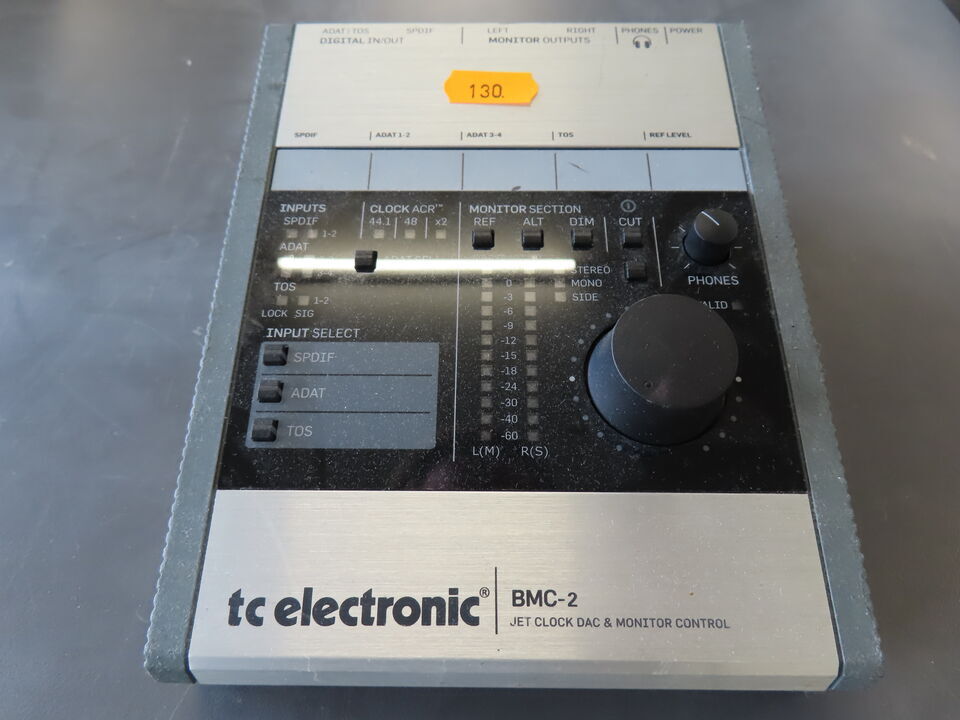 ADAT | TOS SPDIF LEFT RIGHT PHONES POWER
DIGITAL IN/OUT MONITOR OUTPUTS
130.
SPDIF ADAT 1-2 ADAT 3-4 TOS REF LEVEL
INPUTS CLOCK ACR™ MONITOR SECTION
SPDIF 44.1 48 x2 REF ALT DIM CUT
1-2
ADAT
STEREO
0 MONO PHONES
TOS -3 SIDE
1-2 -6
LOCK SIG
-9
INPUT SELECT -12
SPDIF -15
-18
ADAT -24
-30
-40
TOS -60
L(M) R(S)
tc electronic® BMC-2
JET CLOCK DAC & MONITOR CONTROL